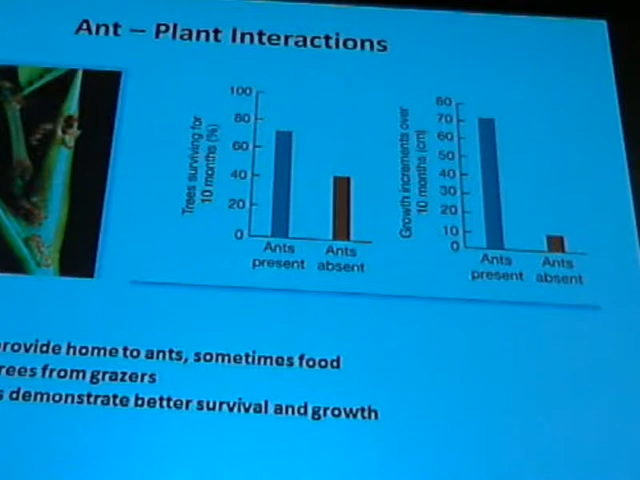 Ant – Plant Interactions
Trees surviving for
10 months (%)
100
80
60
40
20
0
Ants
present
Ants
absent
Growth increments over
10 months (cm)
80
70
60
50
40
30
20
10
0
Ants
present
Ants
absent
home to ants, sometimes food
from grazers
demonstrate better survival and growth